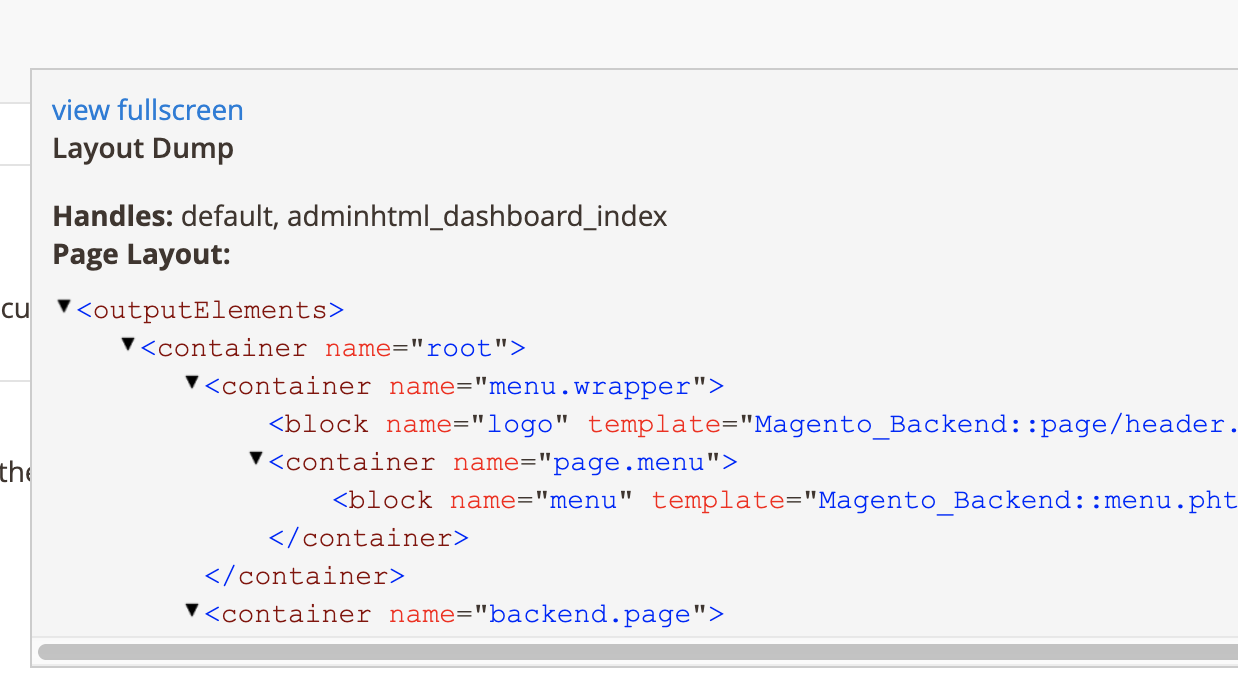 view fullscreen
Layout Dump
Handles: default, adminhtml_dashboard_index
Page Layout:
cu ▼<outputElements>
▼<container name="root">
▼<container name="menu.wrapper">
<block name="logo" template="Magento_Backend::page/header.
the ▼<container name="page.menu">
<block name="menu" template="Magento_Backend::menu.pht
</container>
</container>
▼<container name="backend.page">